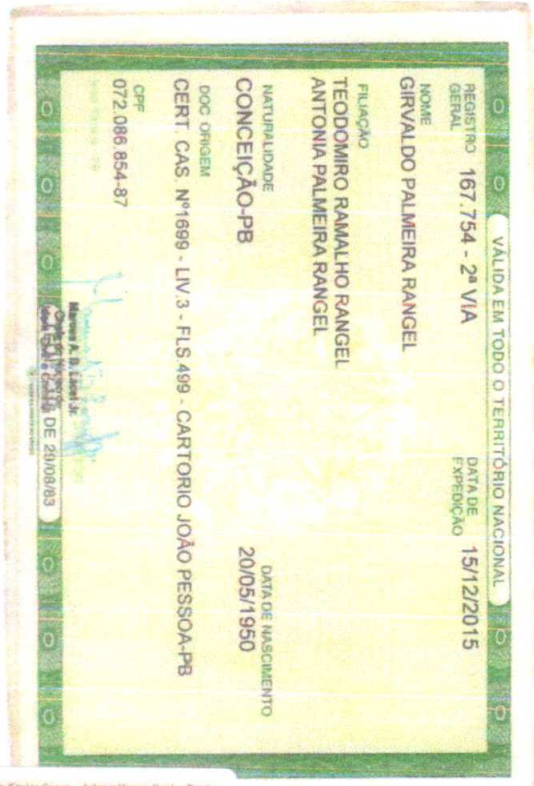 VÁLIDA EM TODO O TERRITÓRIO NACIONAL
REGISTRO GERAL 167.754 - 2ª VIA
DATA DE EXPEDIÇÃO 15/12/2015
NOME
GIRVALDO PALMEIRA RANGEL
FILIAÇÃO
TEODOMIRO RAMALHO RANGEL
ANTONIA PALMEIRA RANGEL
NATURALIDADE
CONCEIÇÃO-PB
DATA DE NASCIMENTO
20/05/1950
DOC ORIGEM
CERT. CAS. Nº1699 - LIV.3 - FLS.499 - CARTORIO JOÃO PESSOA-PB
CPF
072.086.854-87
DE 29/08/83